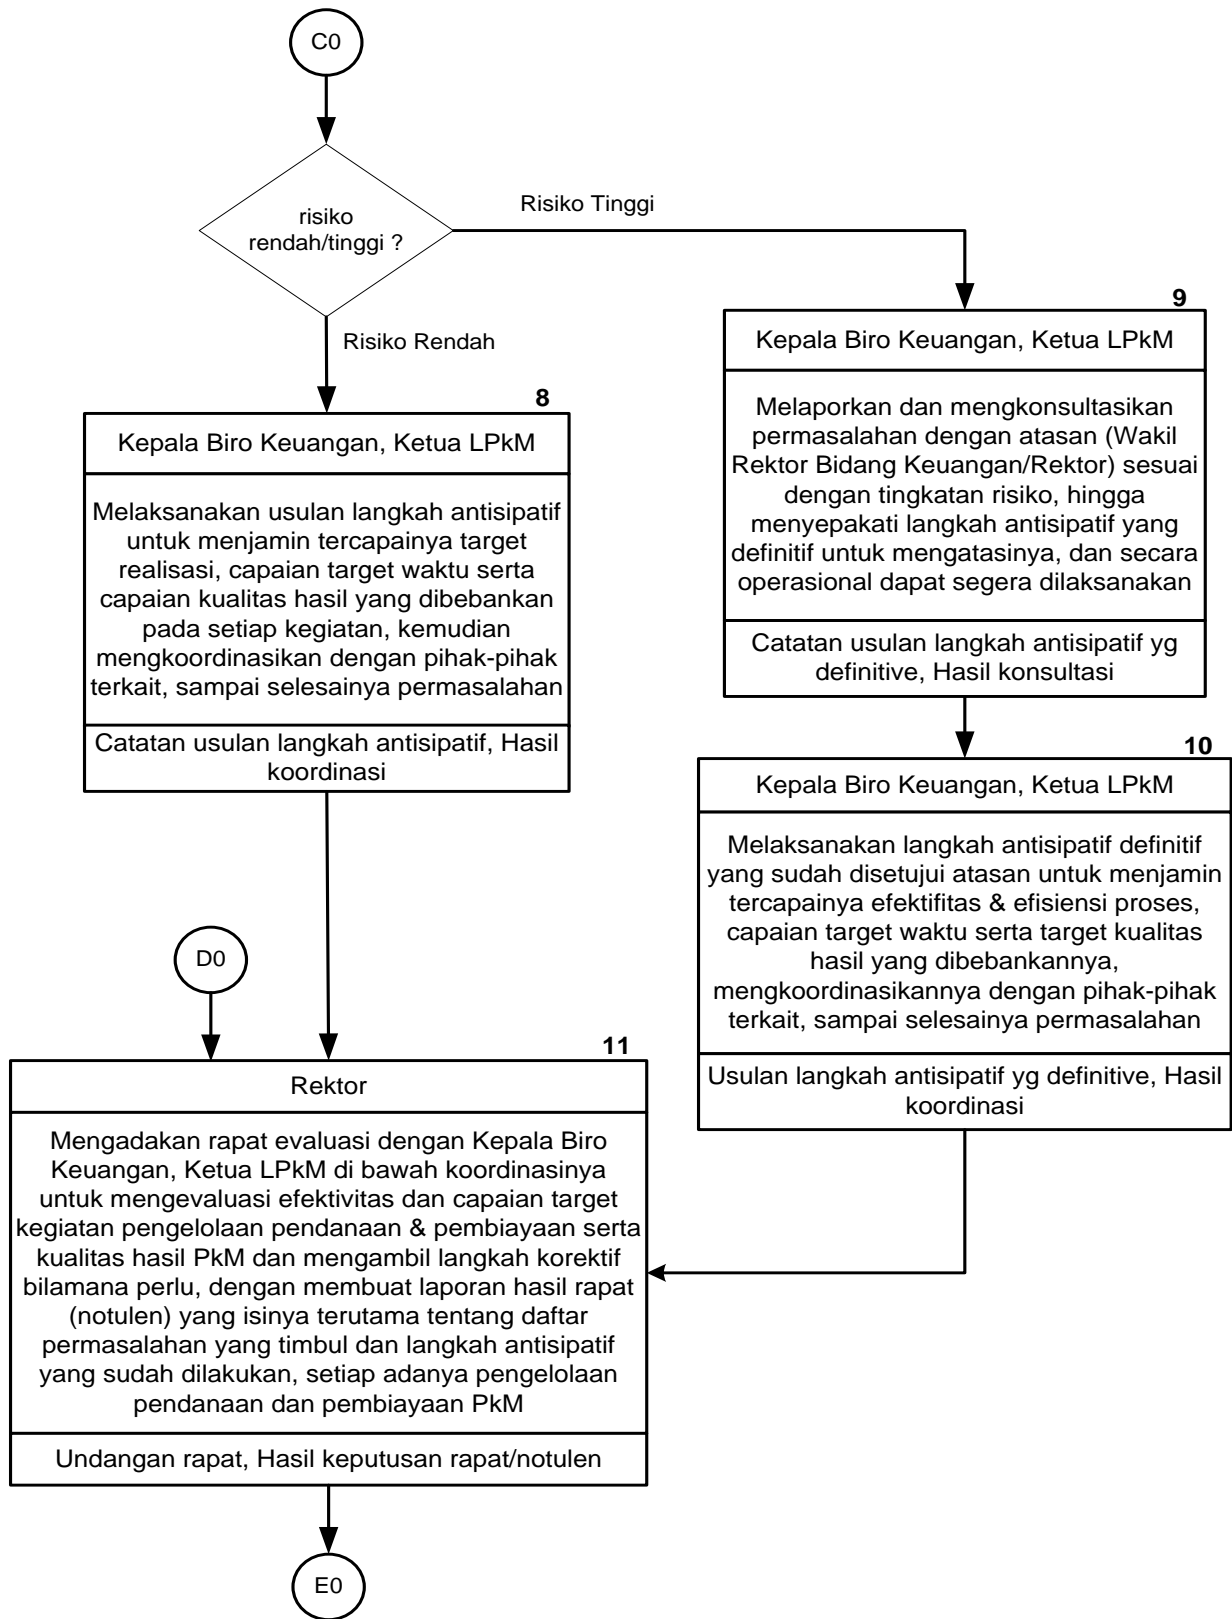 C0
risiko
rendah/tinggi ?
Risiko Tinggi
Risiko Rendah
8
Kepala Biro Keuangan, Ketua LPkM
Melaksanakan usulan langkah antisipatif
untuk menjamin tercapainya target
realisasi, capaian target waktu serta
capaian kualitas hasil yang dibebankan
pada setiap kegiatan, kemudian
mengkoordinasikan dengan pihak-pihak
terkait, sampai selesainya permasalahan
Catatan usulan langkah antisipatif, Hasil
koordinasi
9
Kepala Biro Keuangan, Ketua LPkM
Melaporkan dan mengkonsultasikan
permasalahan dengan atasan (Wakil
Rektor Bidang Keuangan/Rektor) sesuai
dengan tingkatan risiko, hingga
menyepakati langkah antisipatif yang
definitif untuk mengatasinya, dan secara
operasional dapat segera dilaksanakan
Catatan usulan langkah antisipatif yg
definitive, Hasil konsultasi
10
Kepala Biro Keuangan, Ketua LPkM
Melaksanakan langkah antisipatif definitif
yang sudah disetujui atasan untuk menjamin
tercapainya efektifitas & efisiensi proses,
capaian target waktu serta target kualitas
hasil yang dibebankannya,
mengkoordinasikannya dengan pihak-pihak
terkait, sampai selesainya permasalahan
Usulan langkah antisipatif yg definitive, Hasil
koordinasi
D0
11
Rektor
Mengadakan rapat evaluasi dengan Kepala Biro
Keuangan, Ketua LPkM di bawah koordinasinya
untuk mengevaluasi efektivitas dan capaian target
kegiatan pengelolaan pendanaan & pembiayaan serta
kualitas hasil PkM dan mengambil langkah korektif
bilamana perlu, dengan membuat laporan hasil rapat
(notulen) yang isinya terutama tentang daftar
permasalahan yang timbul dan langkah antisipatif
yang sudah dilakukan, setiap adanya pengelolaan
pendanaan dan pembiayaan PkM
Undangan rapat, Hasil keputusan rapat/notulen
E0